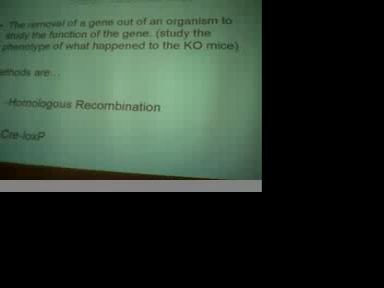 - The removal of a gene out of an organism to
study the function of the gene. (study the
phenotype of what happened to the KO mice)
ethods are...
-Homologous Recombination
Cre-loxP